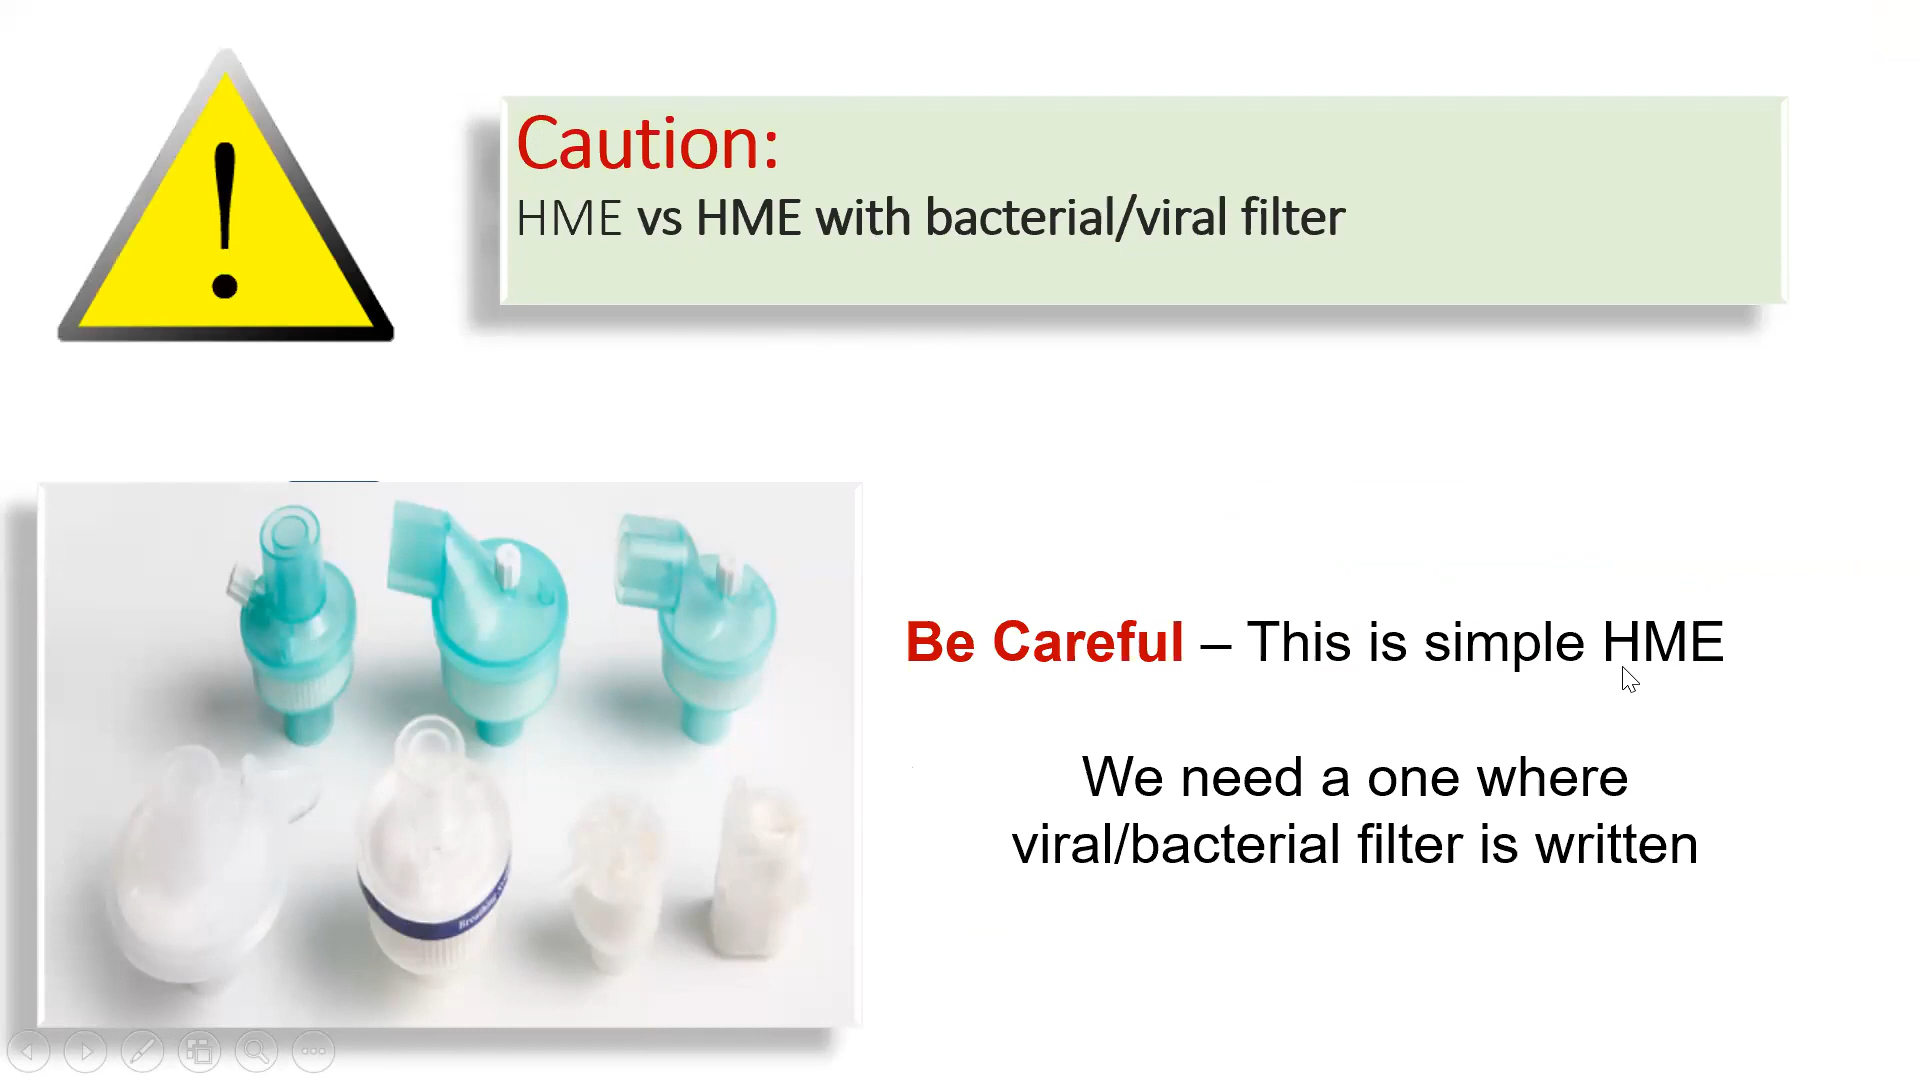 Caution:
HME vs HME with bacterial/viral filter
Be Careful – This is simple HME
We need a one where
viral/bacterial filter is written